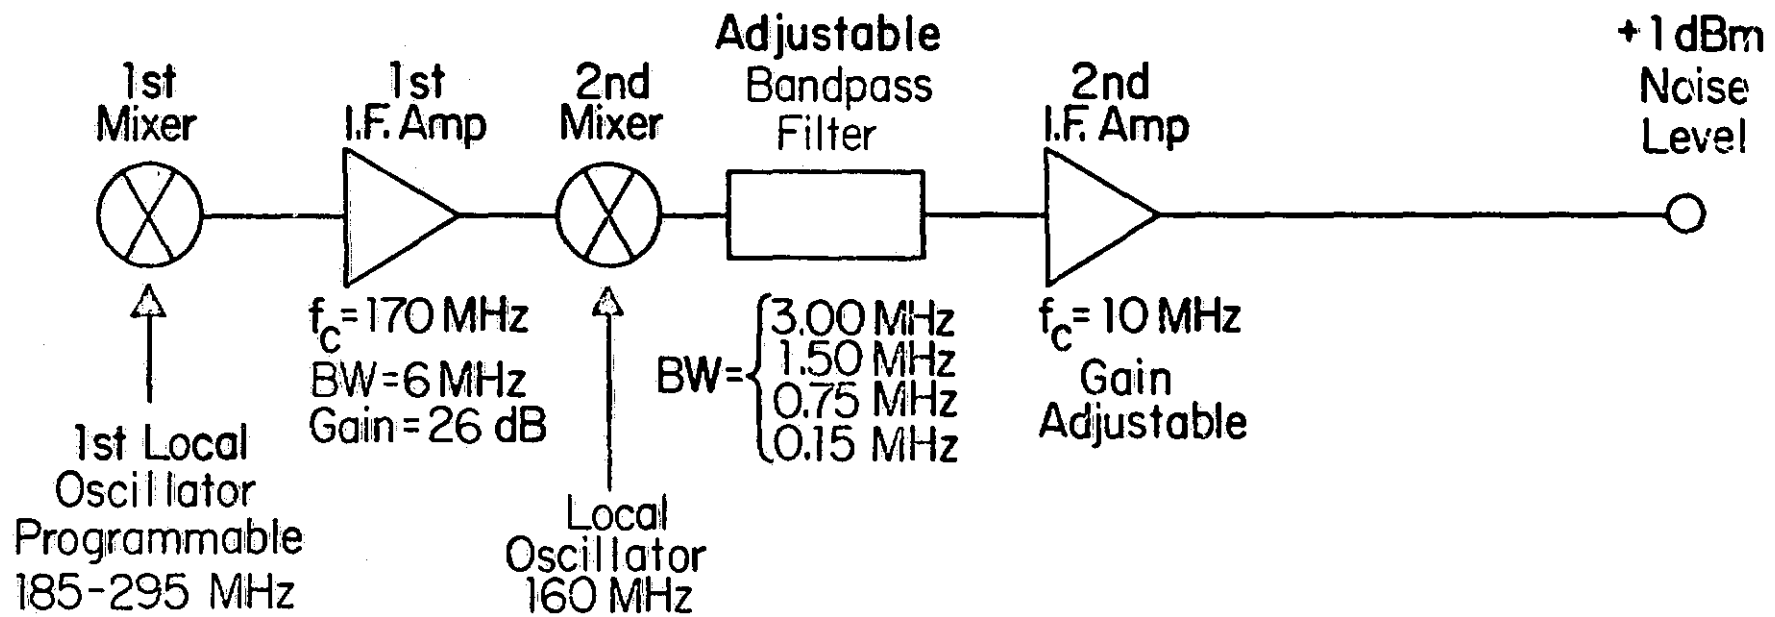 1st
Mixer
1st
I.F. Amp
2nd
Mixer
Adjustable
Bandpass
Filter
2nd
I.F. Amp
+1 dBm
Noise
Level
fc=170 MHz
BW=6 MHz
Gain=26 dB
BW=
3.00 MHz
1.50 MHz
0.75 MHz
0.15 MHz
fc=10 MHz
Gain
Adjustable
1st Local
Oscillator
Programmable
185-295 MHz
Local
Oscillator
160 MHz